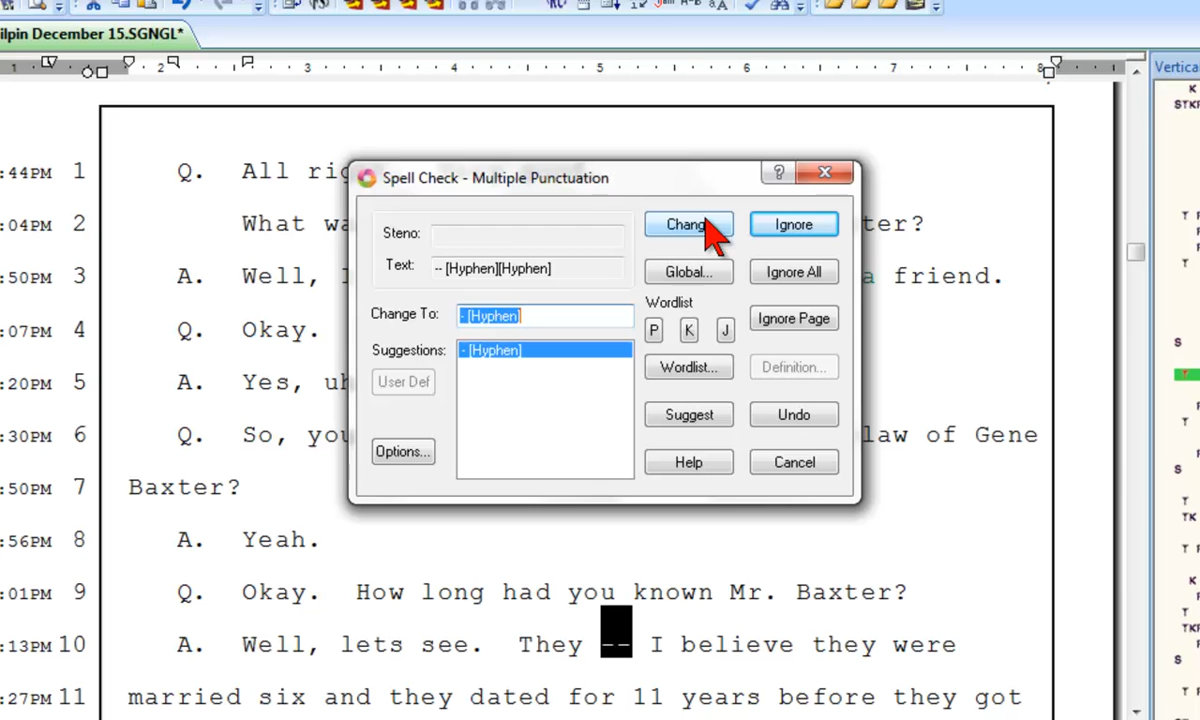 ilpin December 15.SGNGL*
1 2 3 4 5 6 7 8
Vertica
:44PM 1 Q. All ri
:04PM 2 What wa ter?
:50PM 3 A. Well, I a friend.
:07PM 4 Q. Okay.
:20PM 5 A. Yes, uh
:30PM 6 Q. So, you law of Gene
:50PM 7 Baxter?
:56PM 8 A. Yeah.
:01PM 9 Q. Okay. How long had you known Mr. Baxter?
:13PM 10 A. Well, lets see. They -- I believe they were
:27PM 11 married six and they dated for 11 years before they got
Spell Check - Multiple Punctuation
Steno:
Text: -- [Hyphen][Hyphen]
Change To: - [Hyphen]
Suggestions: - [Hyphen]
User Def
Options...
Chang
Ignore
Global...
Ignore All
Wordlist
P K J
Ignore Page
Wordlist...
Definition...
Suggest
Undo
Help
Cancel
K
STKP
T
S
T
T
S
T
TK
T
K
T
TKP
S
T